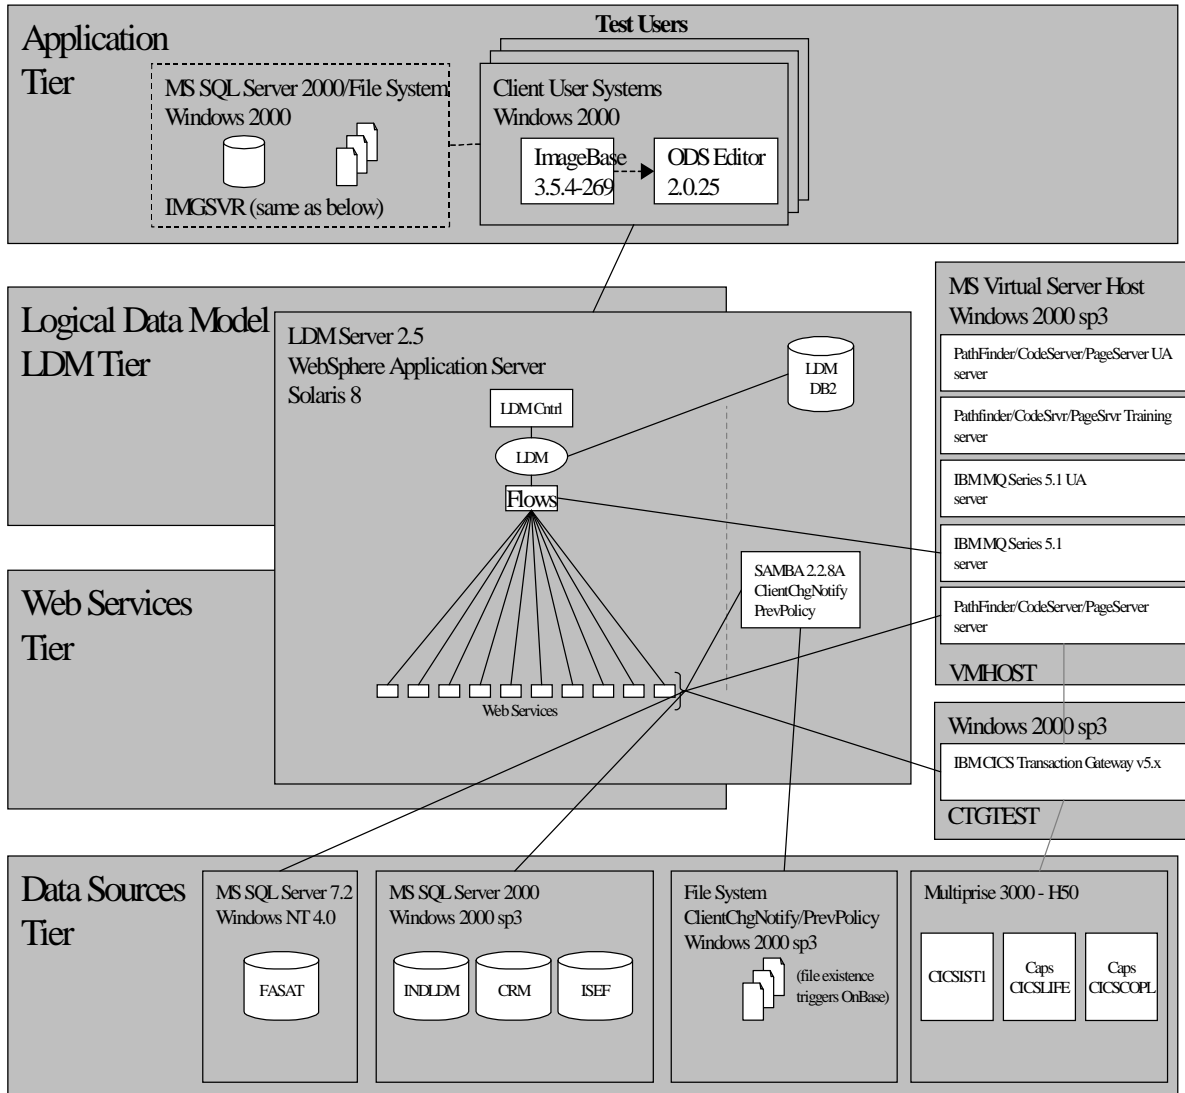 Test Users
Application
Tier
MS SQL Server 2000/File System
Windows 2000
IMGSVR (same as below)
Client User Systems
Windows 2000
ImageBase
3.5.4-269
ODS Editor
2.0.25
Logical Data Model
LDM Tier
LDM Server 2.5
WebSphere Application Server
Solaris 8
LDM Cntrl
LDM
Flows
LDM
DB2
MS Virtual Server Host
Windows 2000 sp3
PathFinder/CodeServer/PageServer UA
server
Pathfinder/CodeSrvr/PageSrvr Training
server
IBM MQ Series 5.1 UA
server
IBM MQ Series 5.1
server
PathFinder/CodeServer/PageServer
server
VMHOST
Web Services
Tier
SAMBA 2.2.8A
ClientChgNotify
PrevPolicy
Web Services
Windows 2000 sp3
IBM CICS Transaction Gateway v5.x
CTGTEST
Data Sources
Tier
MS SQL Server 7.2
Windows NT 4.0
FASAT
MS SQL Server 2000
Windows 2000 sp3
INDLDM
CRM
ISEF
File System
ClientChgNotify/PrevPolicy
Windows 2000 sp3
(file existence
triggers OnBase)
Multiprise 3000 - H50
CICSIST1
Caps
CICSLIFE
Caps
CICSCOPL